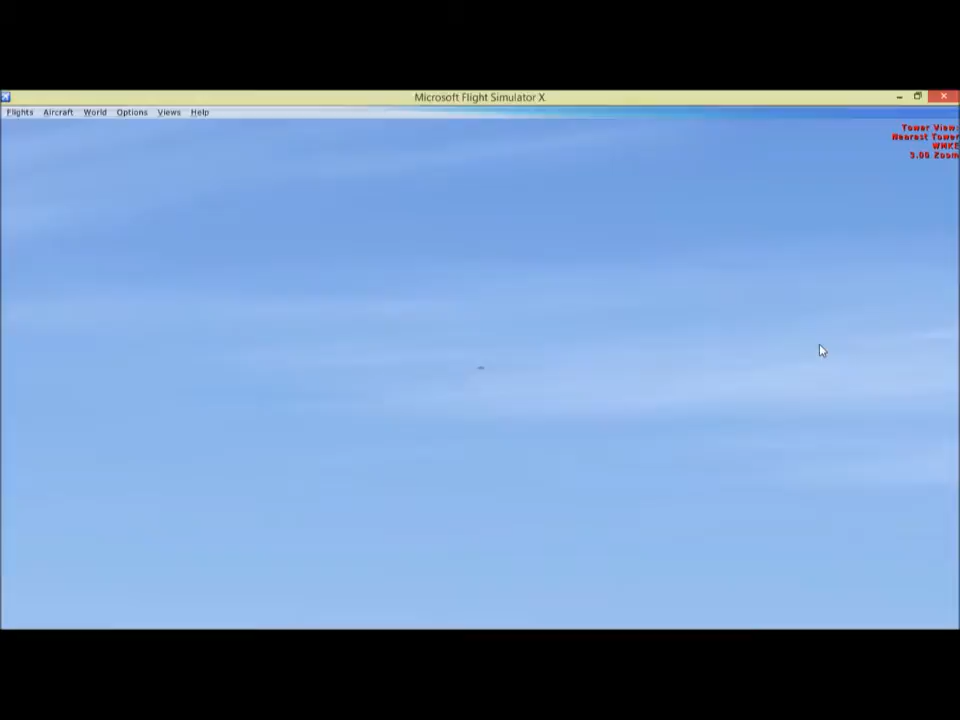 Microsoft Flight Simulator X
Flights Aircraft World Options Views Help
Tower View:
Nearest Tower
WMKE
3.00 Zoom